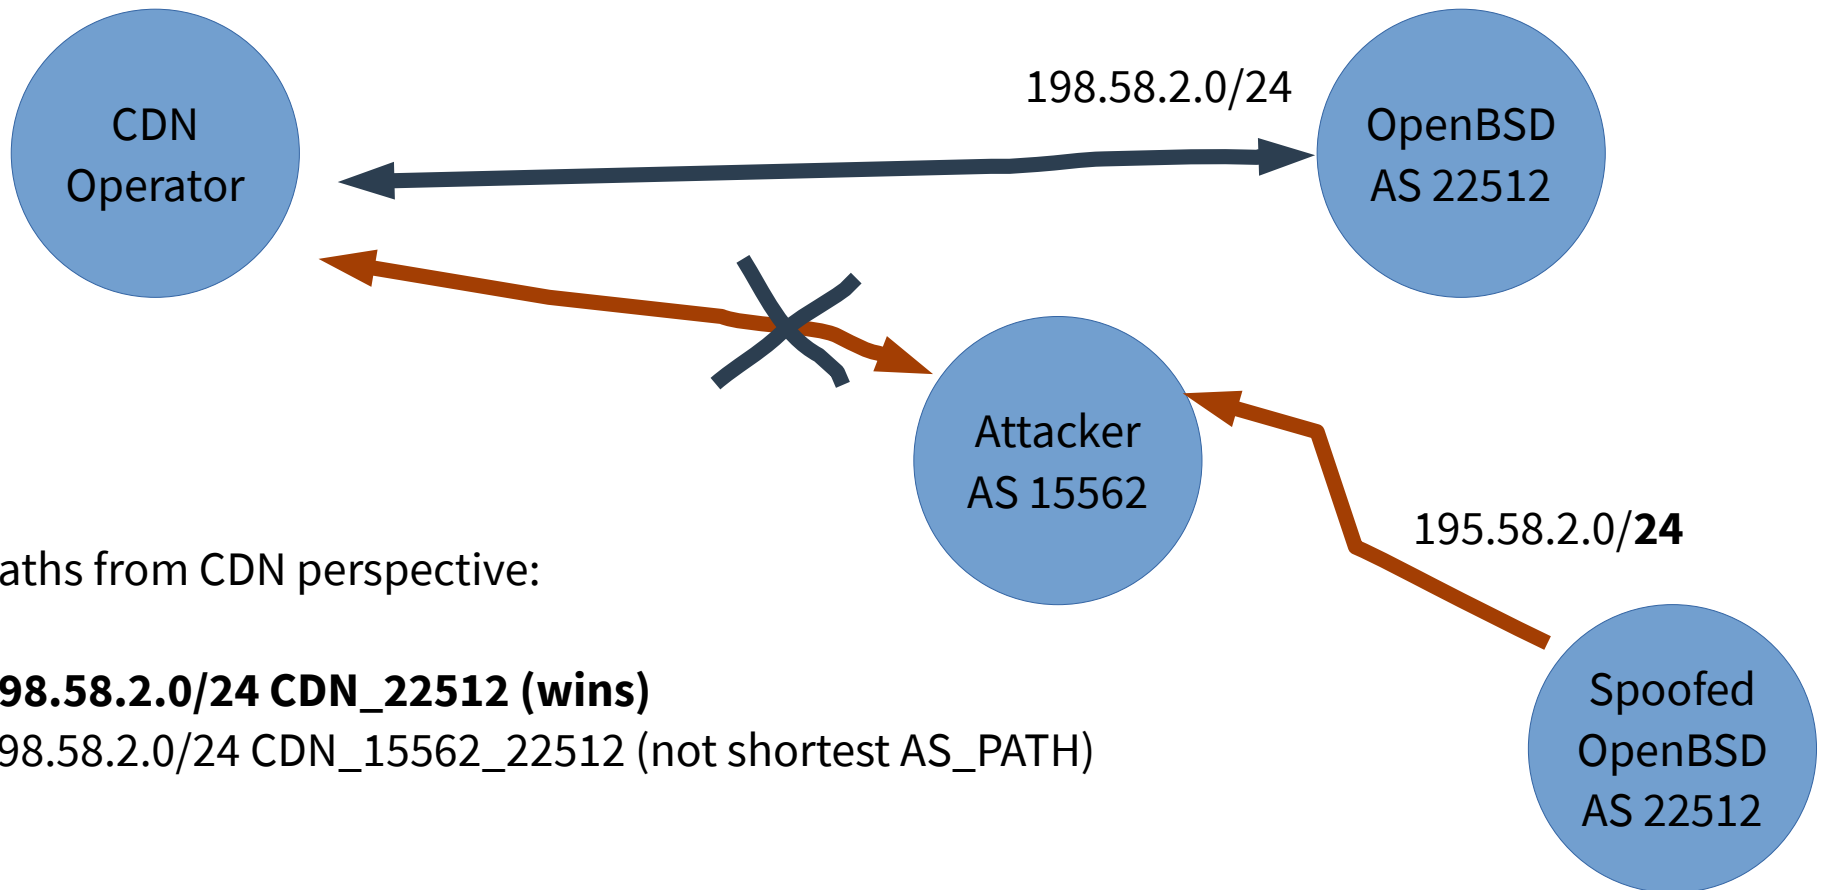 CDN
Operator
198.58.2.0/24
OpenBSD
AS 22512
Attacker
AS 15562
195.58.2.0/24
aths from CDN perspective:
98.58.2.0/24 CDN_22512 (wins)
98.58.2.0/24 CDN_15562_22512 (not shortest AS_PATH)
Spoofed
OpenBSD
AS 22512